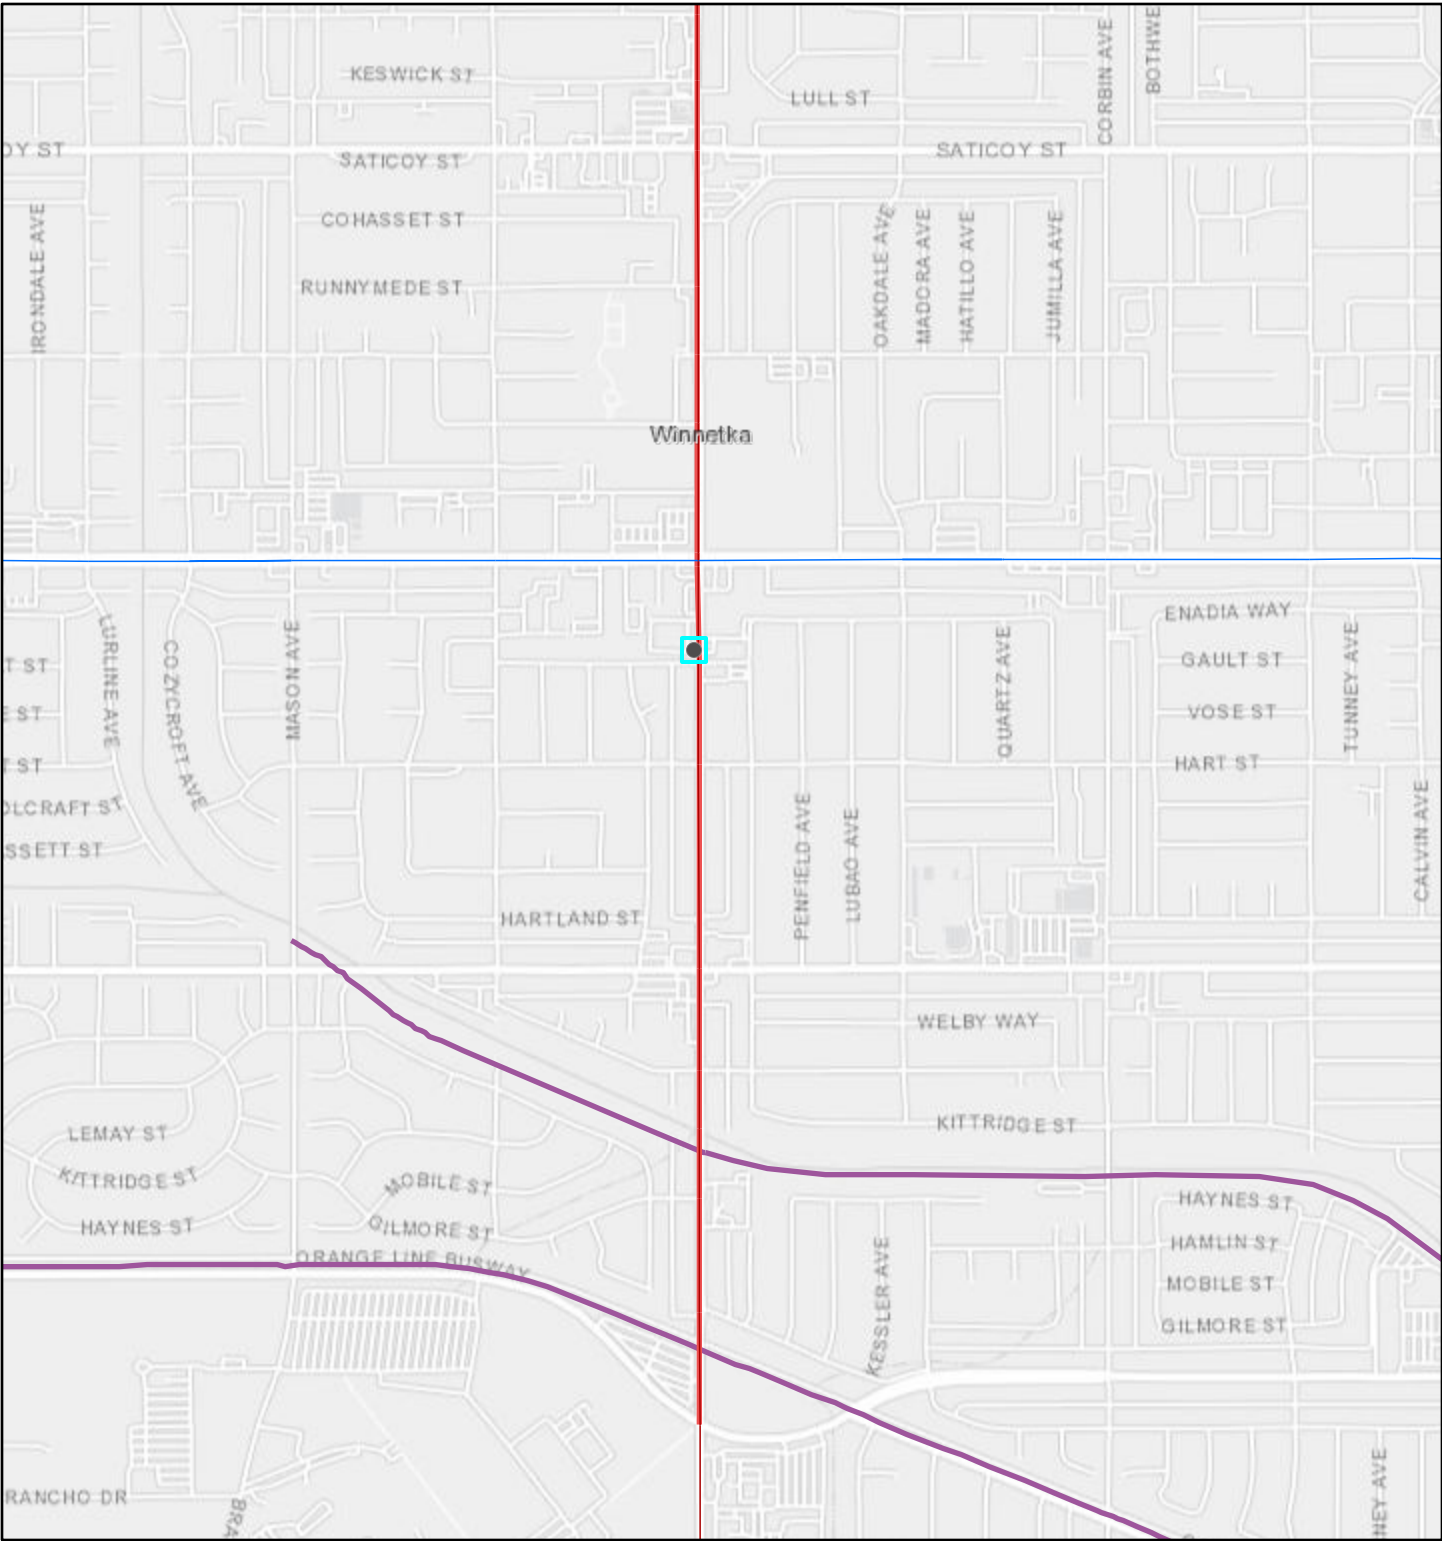 KESWICK ST
LULL ST
CORBIN AVE
BOTHWE
OY ST
SATICOY ST
SATICOY ST
IRONDALE AVE
COHASSET ST
OAKDALE AVE
MADORA AVE
HATILLO AVE
JUMILLA AVE
RUNNYMEDE ST
Winnetka
LURLINE AVE
COZYCROFT AVE
MASON AVE
ENADIA WAY
QUARTZ AVE
TUNNEY AVE
T ST
GAULT ST
E ST
VOSE ST
T ST
HART ST
OLCRAFT ST
PENFIELD AVE
LUBAO AVE
CALVIN AVE
SSETT ST
HARTLAND ST
WELBY WAY
LEMAY ST
KITTRIDGE ST
KITTRIDGE ST
MOBILE ST
HAYNES ST
HAYNES ST
GILMORE ST
HAMLIN ST
ORANGE LINE BUSWAY
KESSLER AVE
MOBILE ST
GILMORE ST
RANCHO DR
BRA
NEY AVE